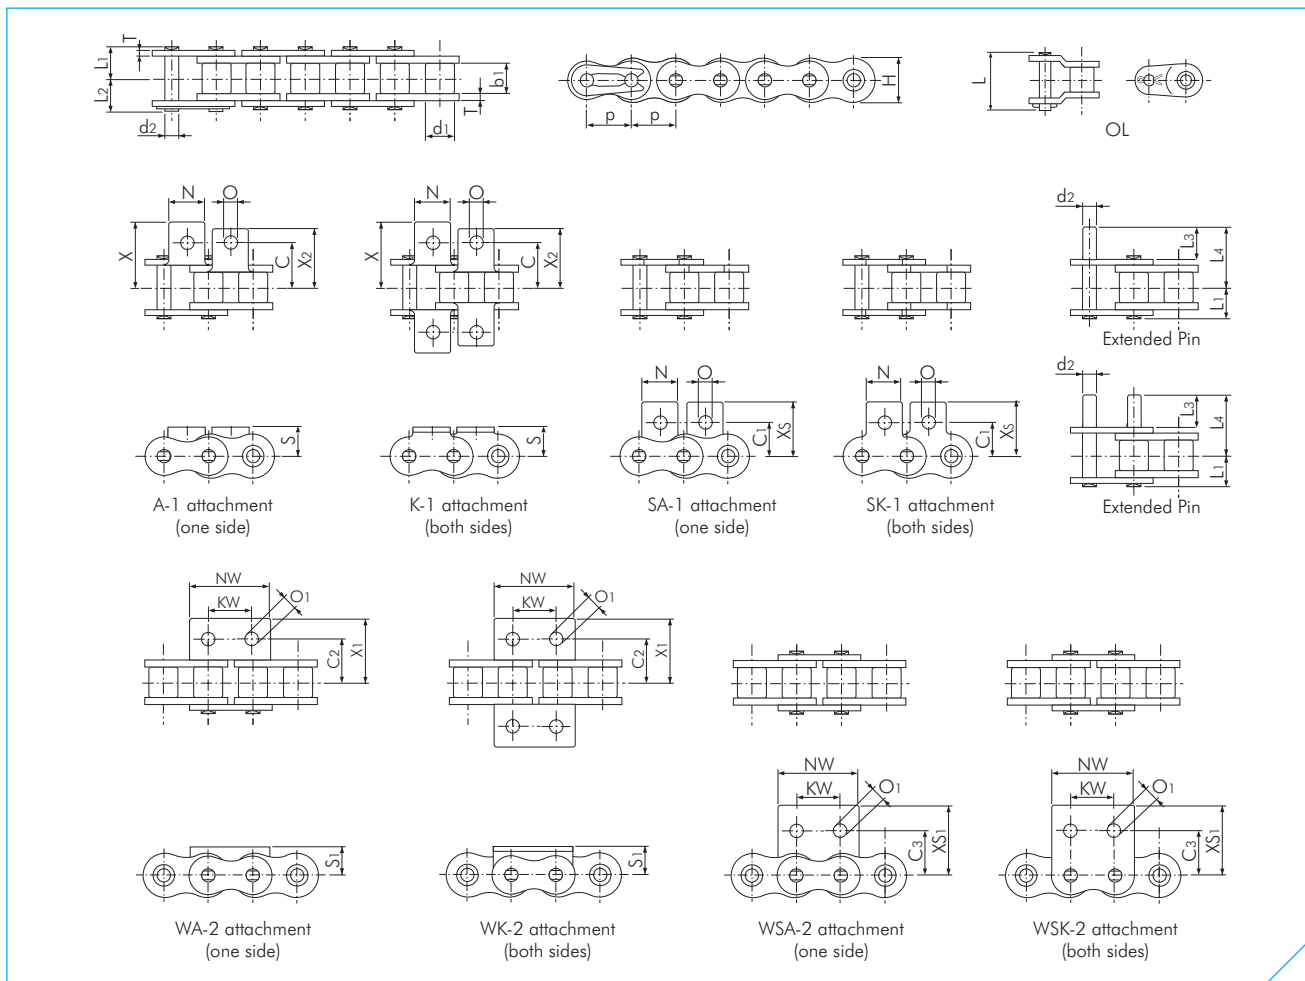 T
L1
L2
T
b1
d2
d1
p p
H
L
OL
N O
X
C
X2
N O
X
C
X2
d2
L3
L4
L1
Extended Pin
S
A-1 attachment
(one side)
S
K-1 attachment
(both sides)
N O
C1
XS
SA-1 attachment
(one side)
N O
C1
XS
SK-1 attachment
(both sides)
d2
L3
L4
L1
Extended Pin
NW
KW
O1
C2
X1
NW
KW
O1
C2
X1
S1
WA-2 attachment
(one side)
S1
WK-2 attachment
(both sides)
NW
KW
O1
C3
XS1
WSA-2 attachment
(one side)
NW
KW
O1
C3
XS1
WSK-2 attachment
(both sides)